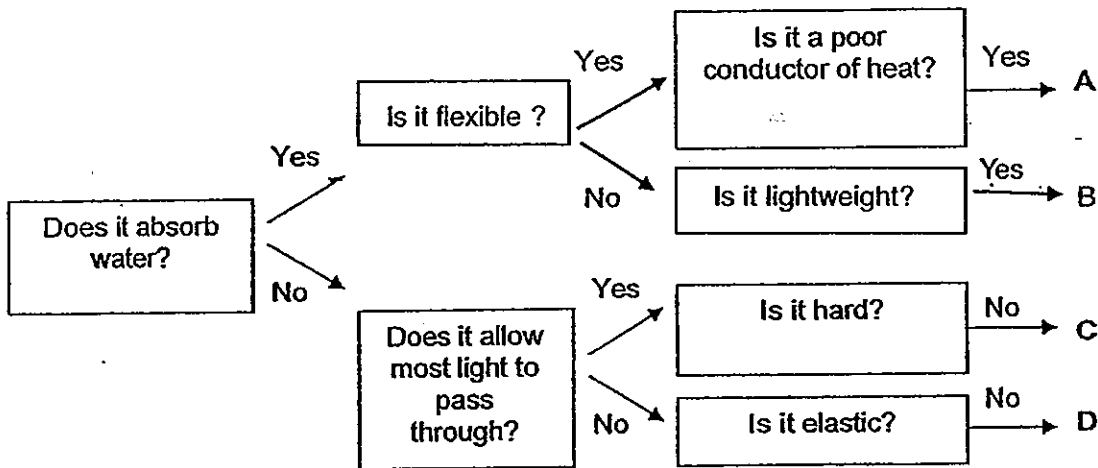 Does it absorb
water?
Yes
No
Is it flexible ?
Yes
No
Is it a poor
conductor of heat?
Yes
A
Is it lightweight?
Yes
B
Does it allow
most light to
pass
through?
Yes
No
Is it hard?
No
C
Is it elastic?
No
D